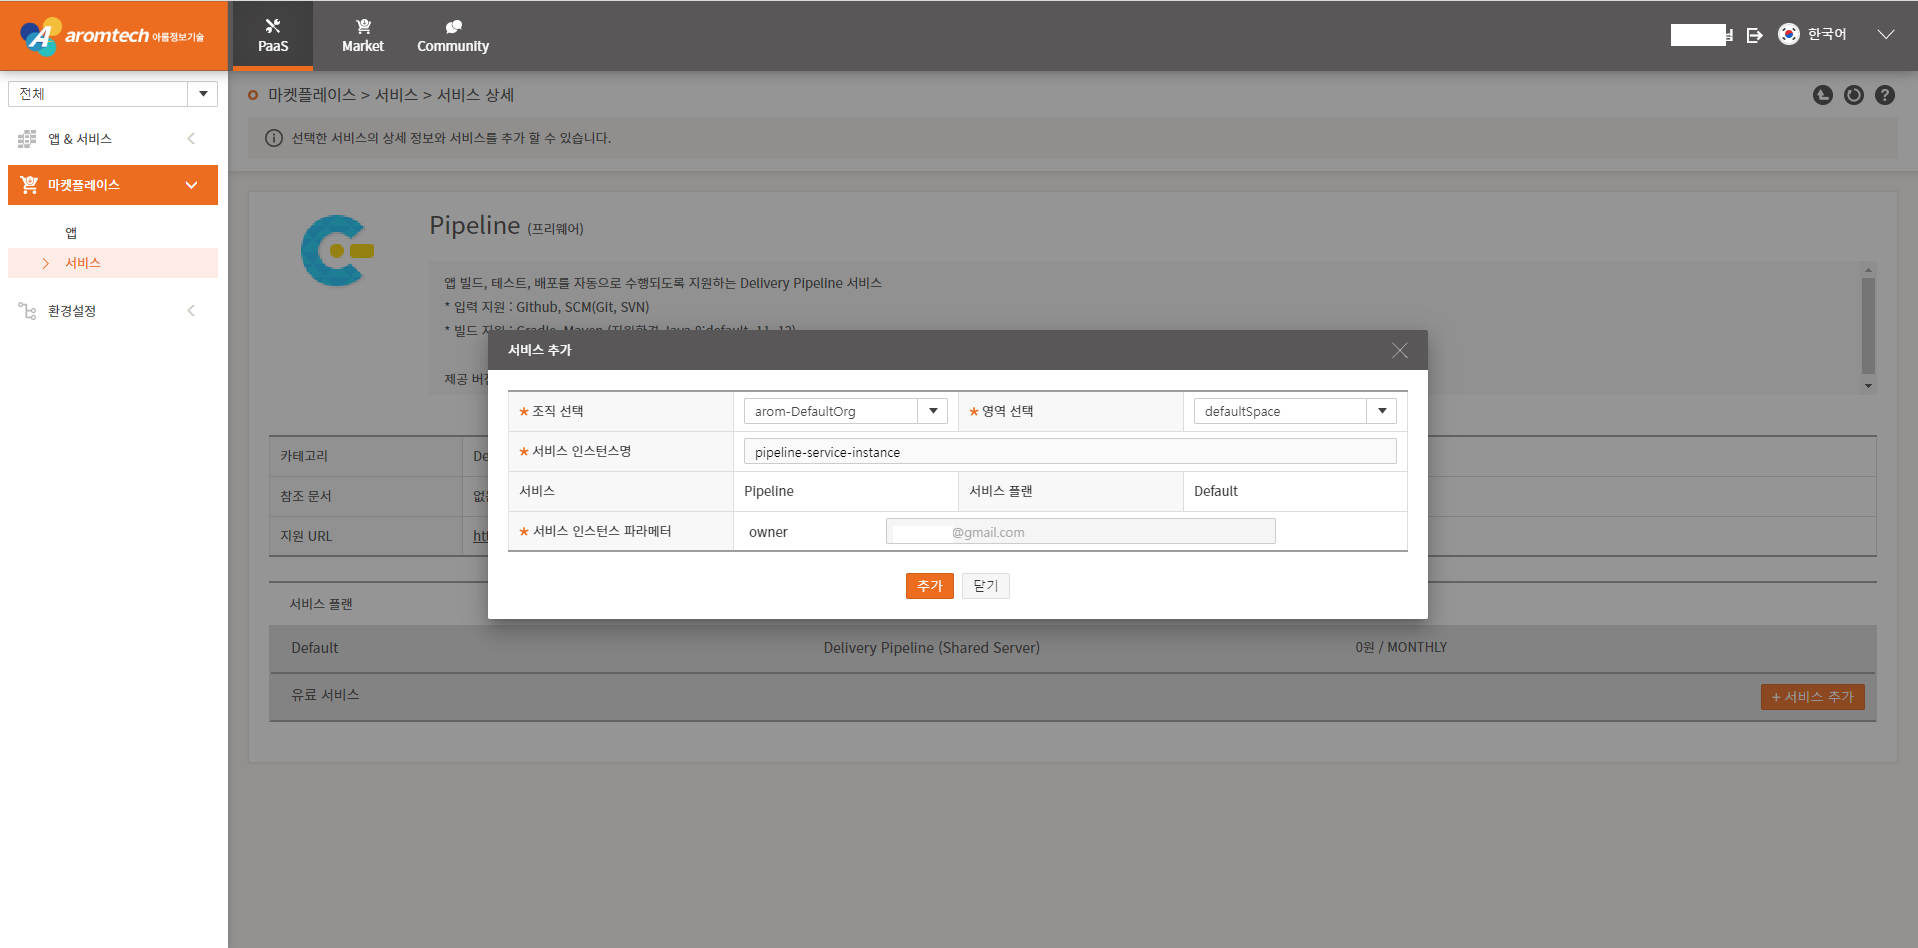 aromtech 아롬정보기술
PaaS
Market
Community
님
한국어
전체
앱 & 서비스
마켓플레이스
앱
서비스
환경설정
마켓플레이스 > 서비스 > 서비스 상세
선택한 서비스의 상세 정보와 서비스를 추가 할 수 있습니다.
Pipeline (프리웨어)
앱 빌드, 테스트, 배포를 자동으로 수행되도록 지원하는 Delivery Pipeline 서비스
* 입력 지원 : Github, SCM(Git, SVN)
* 빌드 지원 : Gradle, Maven (지원환경 Java 8:default, 11, 12)
제공 버전
서비스 추가
* 조직 선택 arom-DefaultOrg * 영역 선택 defaultSpace
* 서비스 인스턴스명 pipeline-service-instance
서비스 Pipeline 서비스 플랜 Default
* 서비스 인스턴스 파라메터 owner @gmail.com
추가 닫기
카테고리 De
참조 문서 없음
지원 URL htt
서비스 플랜
Default Delivery Pipeline (Shared Server) 0원 / MONTHLY
유료 서비스 + 서비스 추가